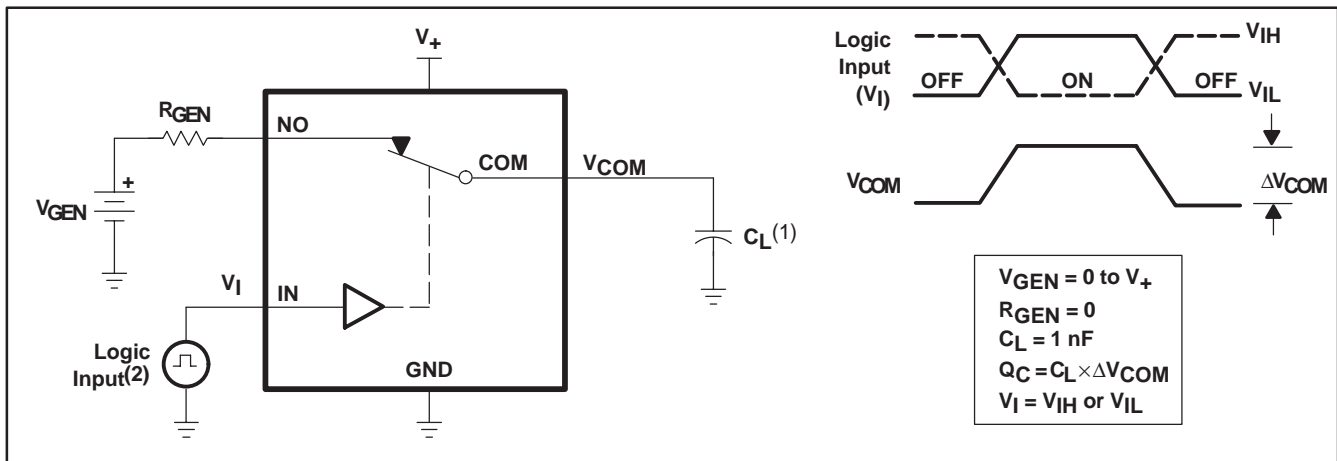 V+
RGEN
NO
COM
VCOM
VGEN
+
CL(1)
VI
IN
Logic
Input(2)
GND
Logic
Input
(VI)
OFF
ON
OFF
VIH
VIL
VCOM
ΔVCOM
VGEN = 0 to V+
RGEN = 0
CL = 1 nF
QC = CL × ΔVCOM
VI = VIH or VIL